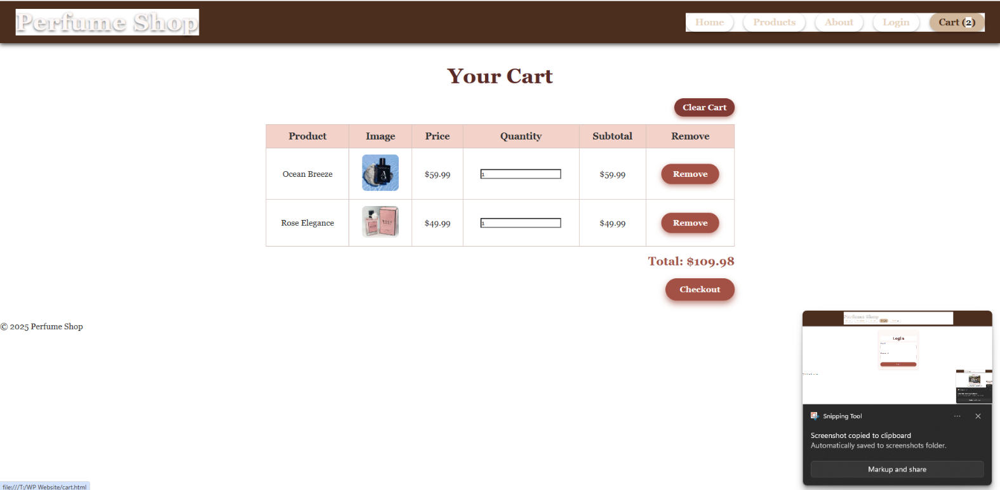 Perfume Shop
Home Products About Login Cart (2)
Your Cart
Clear Cart
Product Image Price Quantity Subtotal Remove
Ocean Breeze $59.99 1 $59.99 Remove
Rose Elegance $49.99 1 $49.99 Remove
Total: $109.98
Checkout
© 2025 Perfume Shop
Perfume Shop
Login
Snipping Tool
Screenshot copied to clipboard
Automatically saved to screenshots folder.
Markup and share
file:///T:/WP Website/cart.html